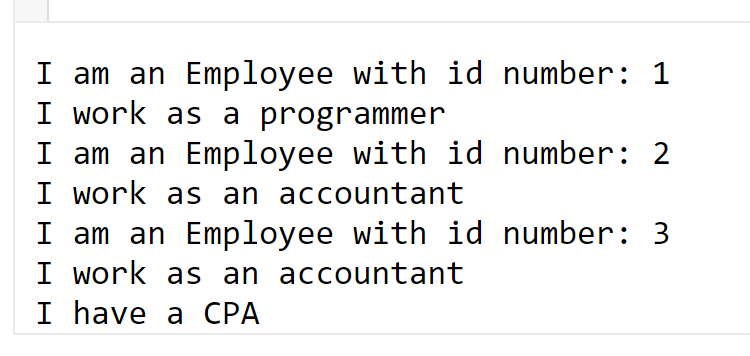 I am an Employee with id number: 1
I work as a programmer
I am an Employee with id number: 2
I work as an accountant
I am an Employee with id number: 3
I work as an accountant
I have a CPA